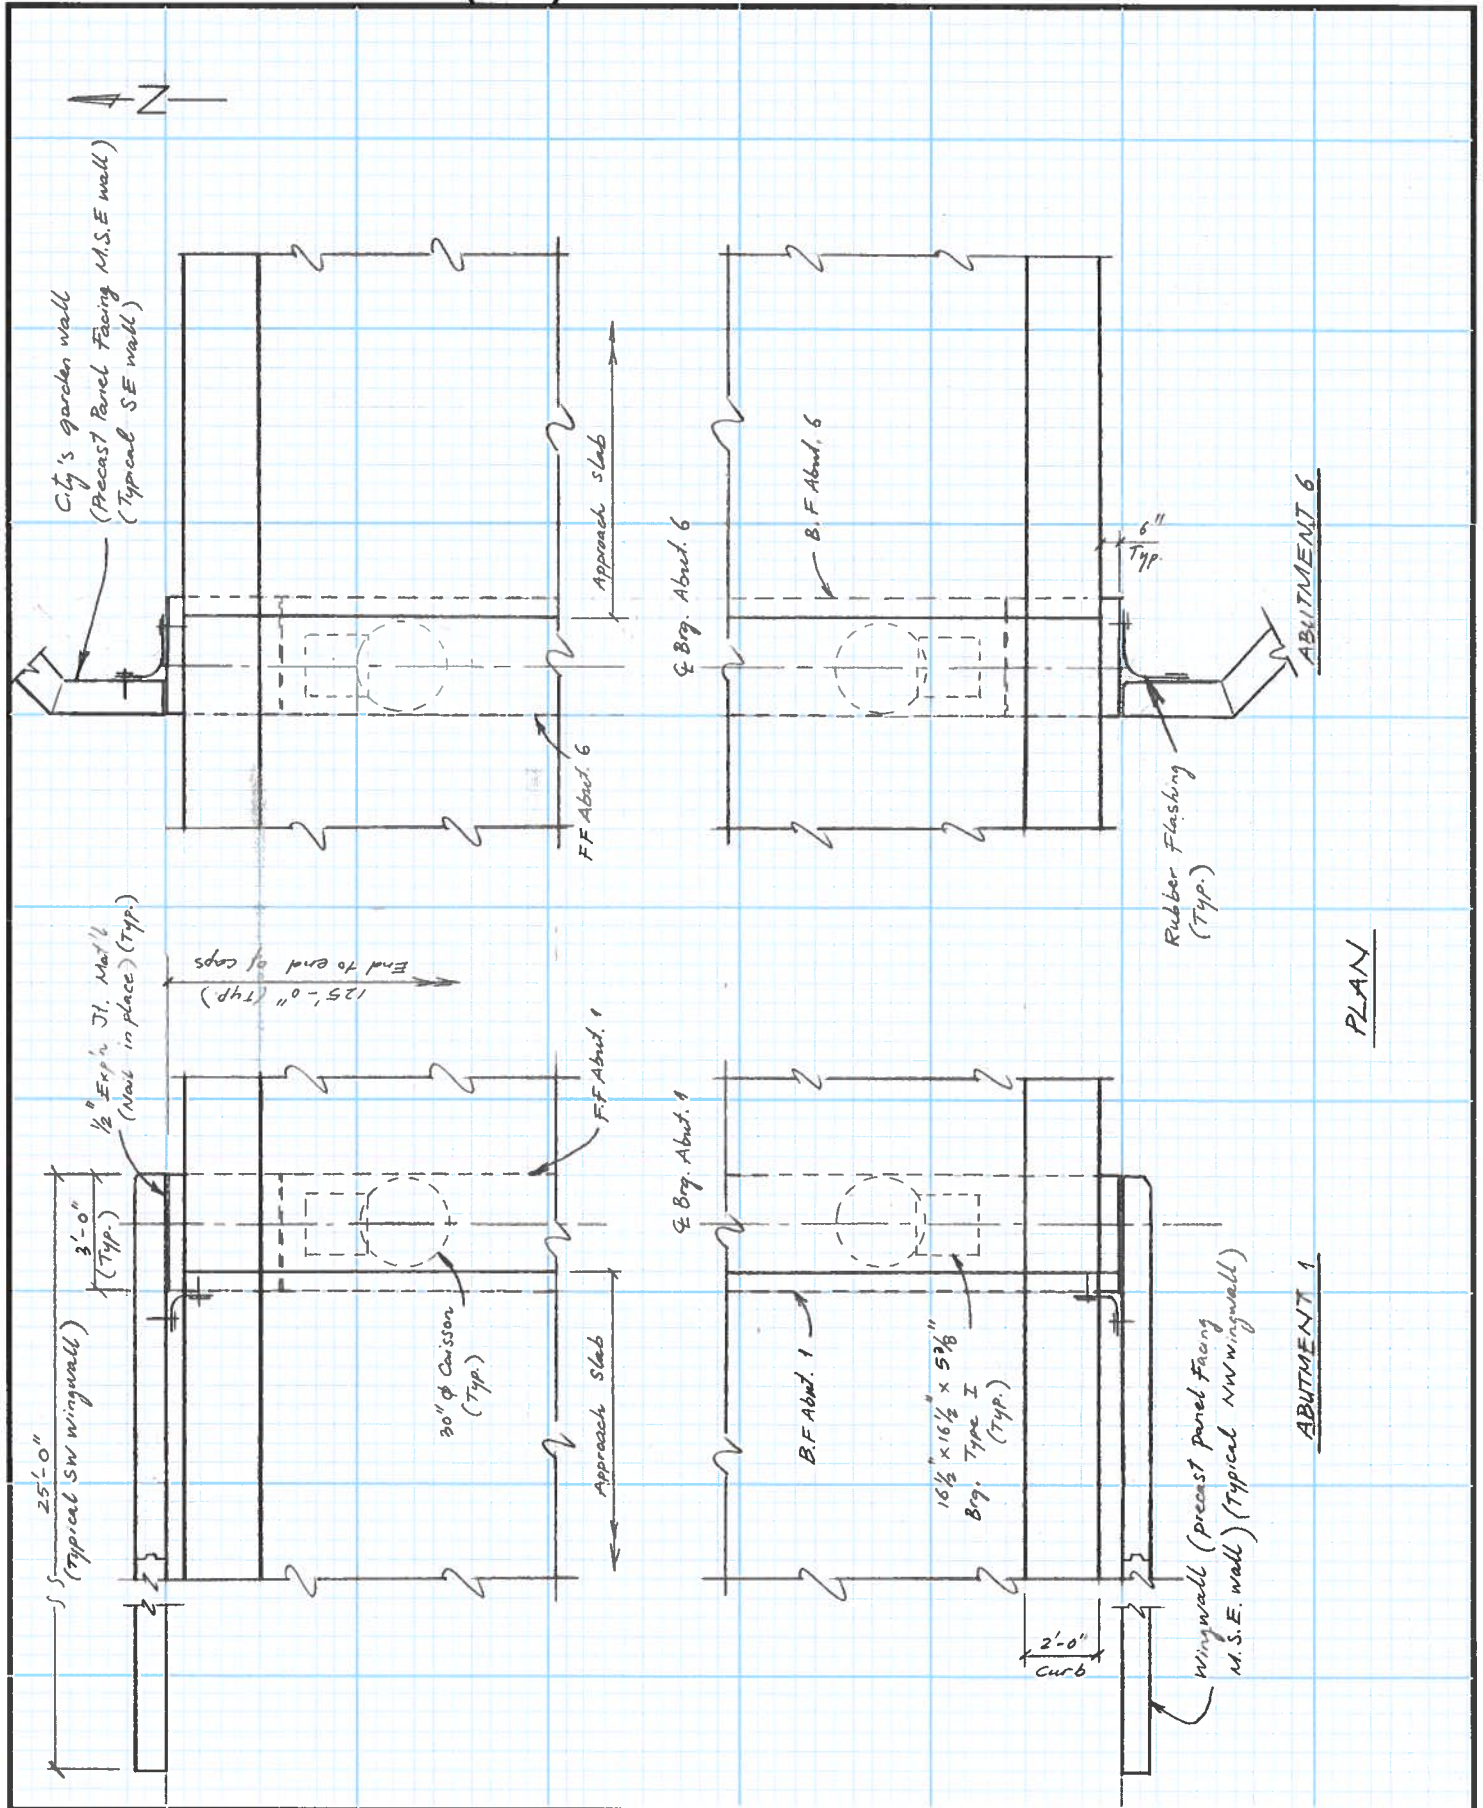 N
City's garden wall
(Precast Panel Facing M.S.E wall)
(Typical SE wall)
Approach Slab
FF Abut. 6
℄ Brg. Abut. 6
B.F Abut. 6
6"
Typ.
Rubber Flashing
(Typ.)
ABUTMENT 6
1/2" Exp'n Jt. Mat'l
(Nail in place) (Typ.)
125'-0" (Typ.)
End to end of caps
25'-0"
(Typical SW wingwall)
3'-0"
(Typ.)
30" ϕ Caisson
(Typ.)
Approach Slab
F.F Abut. 1
℄ Brg. Abut. 1
B.F Abut. 1
16½" x 16½" x 5⅜"
Brg. Type I
(Typ.)
2'-0"
Curb
Wingwall (precast panel Facing
M.S.E. wall) (Typical NW wingwall)
ABUTMENT 1
PLAN